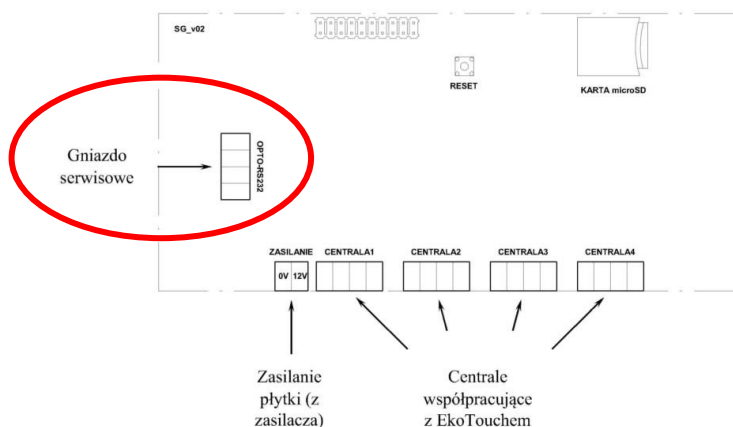 SG_v02
RESET
KARTA microSD
Gniazdo
serwisowe
OPTO-RS232
ZASILANIE CENTRALA1 CENTRALA2 CENTRALA3 CENTRALA4
0V 12V
Zasilanie
płytki (z
zasilacza)
Centrale
współpracujące
z EkoTouchem